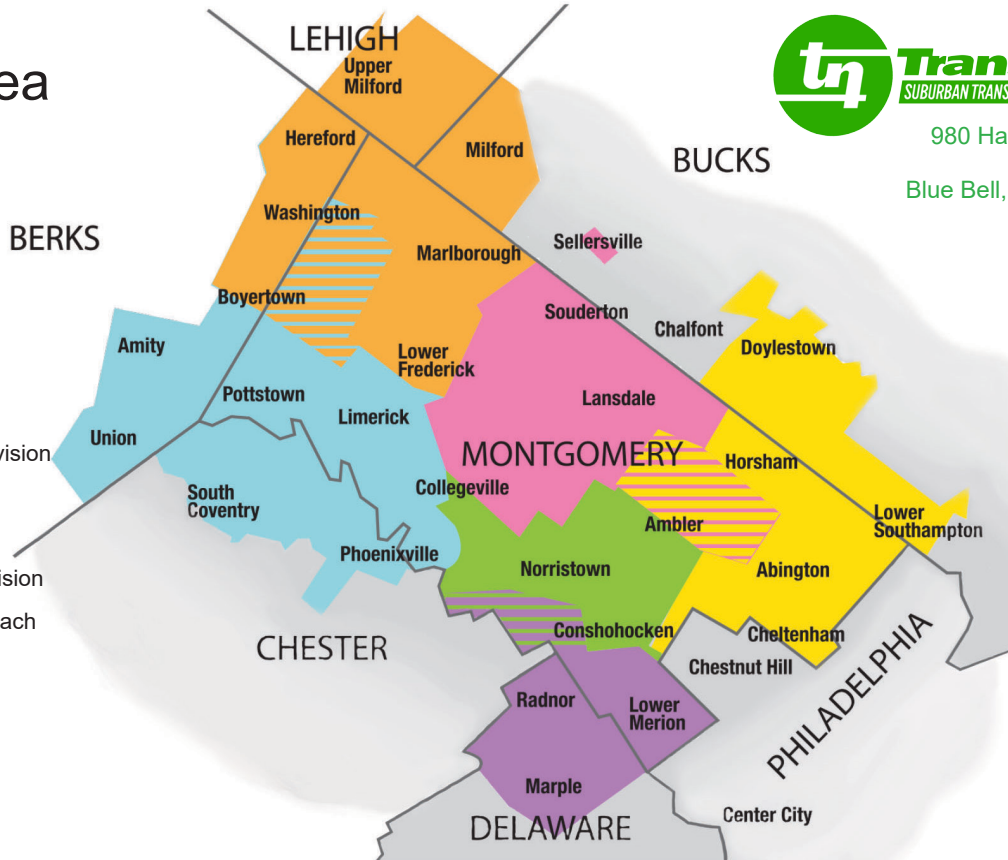 ea
LEHIGH
Upper
Milford
Hereford
Milford
tn
Tran
SUBURBAN TRANS
980 Ha
Blue Bell,
BUCKS
BERKS
Washington
Marlborough
Sellersville
Boyertown
Souderton
Chalfont
Doylestown
Amity
Lower
Frederick
Pottstown
Limerick
Lansdale
Union
vision
MONTGOMERY
Horsham
Collegeville
South
Coventry
Ambler
Lower
Southampton
Phoenixville
Norristown
Abington
ision
ach
CHESTER
Conshohocken
Cheltenham
Chestnut Hill
PHILADELPHIA
Radnor
Lower
Merion
Marple
DELAWARE
Center City